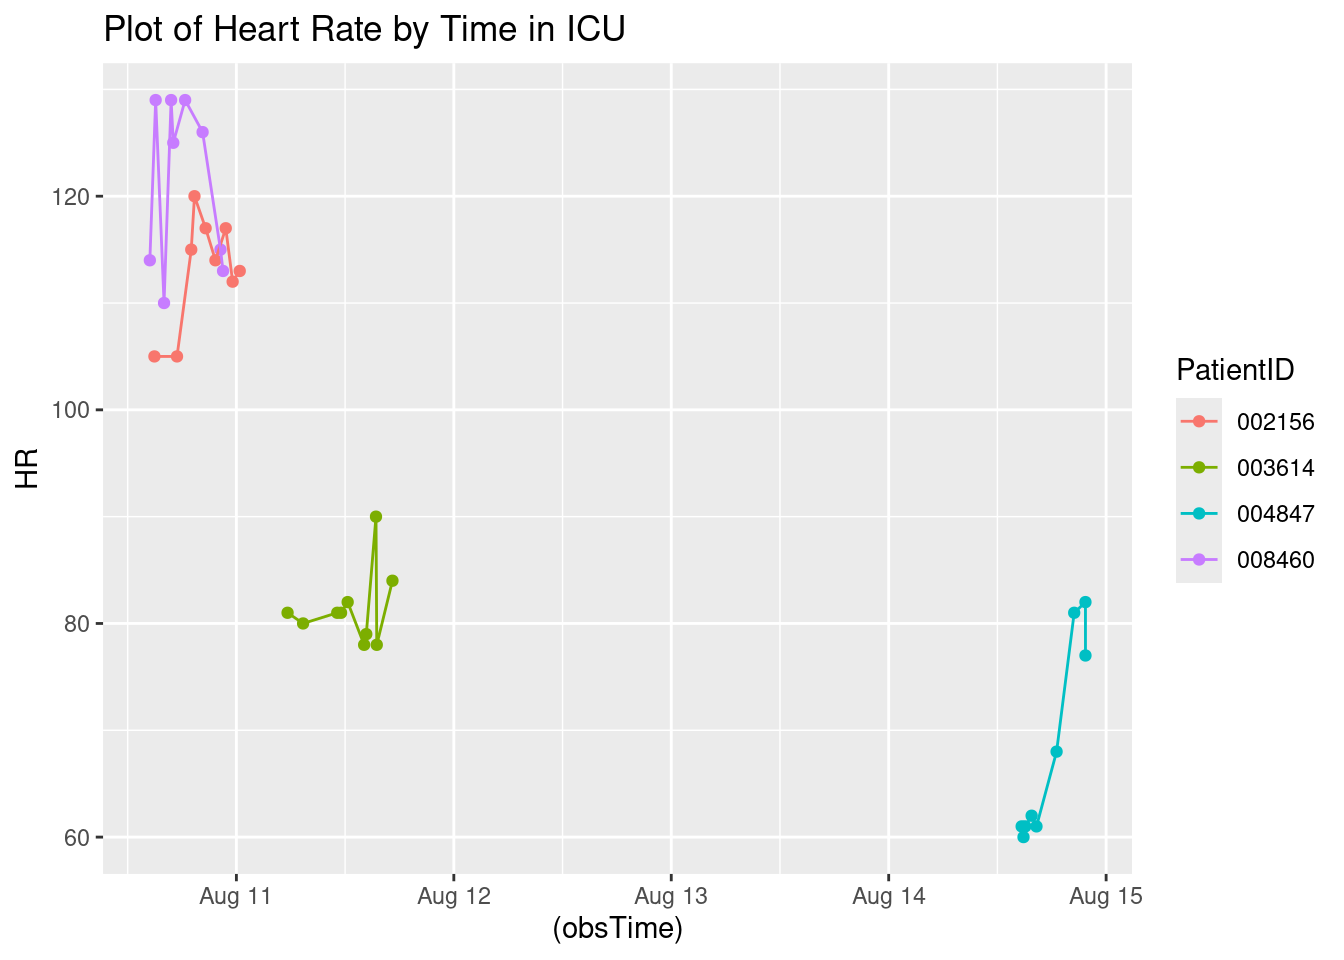 Plot of Heart Rate by Time in ICU
120
100
80
60
HR
Aug 11 Aug 12 Aug 13 Aug 14 Aug 15
(obsTime)
PatientID
002156
003614
004847
008460